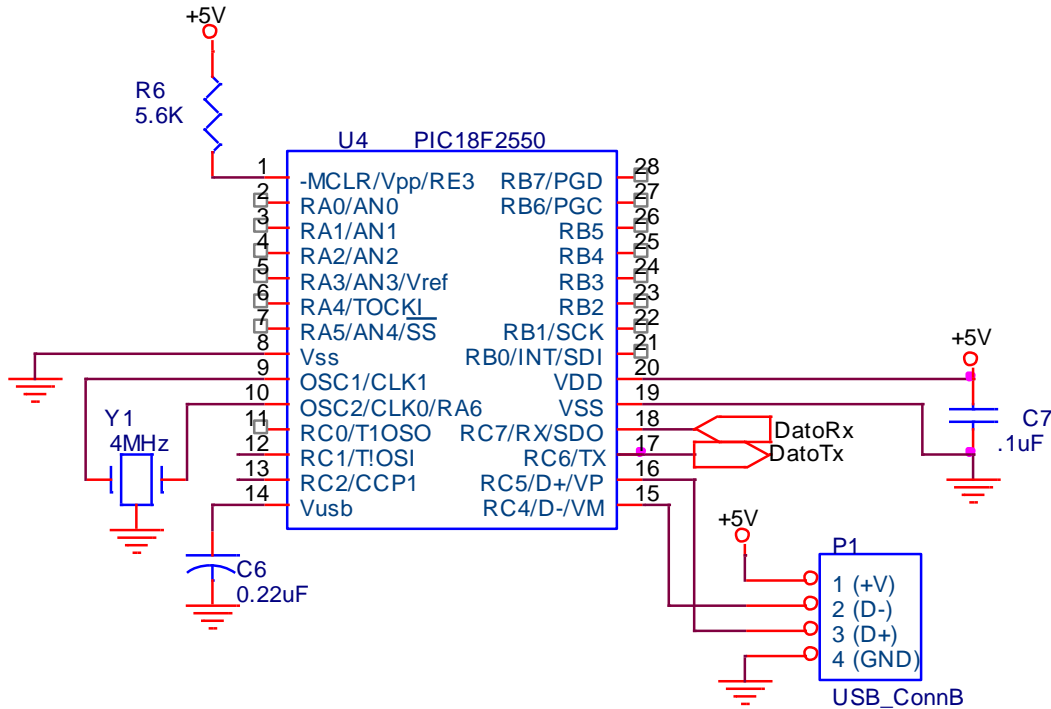 +5V
R6
5.6K
U4 PIC18F2550
1 -MCLR/Vpp/RE3 RB7/PGD 28
2 RA0/AN0 RB6/PGC 27
3 RA1/AN1 RB5 26
4 RA2/AN2 RB4 25
5 RA3/AN3/Vref RB3 24
6 RA4/TOCKI RB2 23
7 RA5/AN4/SS RB1/SCK 22
8 Vss RB0/INT/SDI 21
9 OSC1/CLK1 VDD 20
10 OSC2/CLK0/RA6 VSS 19
11 RC0/T1OSO RC7/RX/SDO 18
12 RC1/T!OSI RC6/TX 17
13 RC2/CCP1 RC5/D+/VP 16
14 Vusb RC4/D-/VM 15
+5V
C7
.1uF
DatoRx
DatoTx
Y1
4MHz
C6
0.22uF
+5V
P1
1 (+V)
2 (D-)
3 (D+)
4 (GND)
USB_ConnB